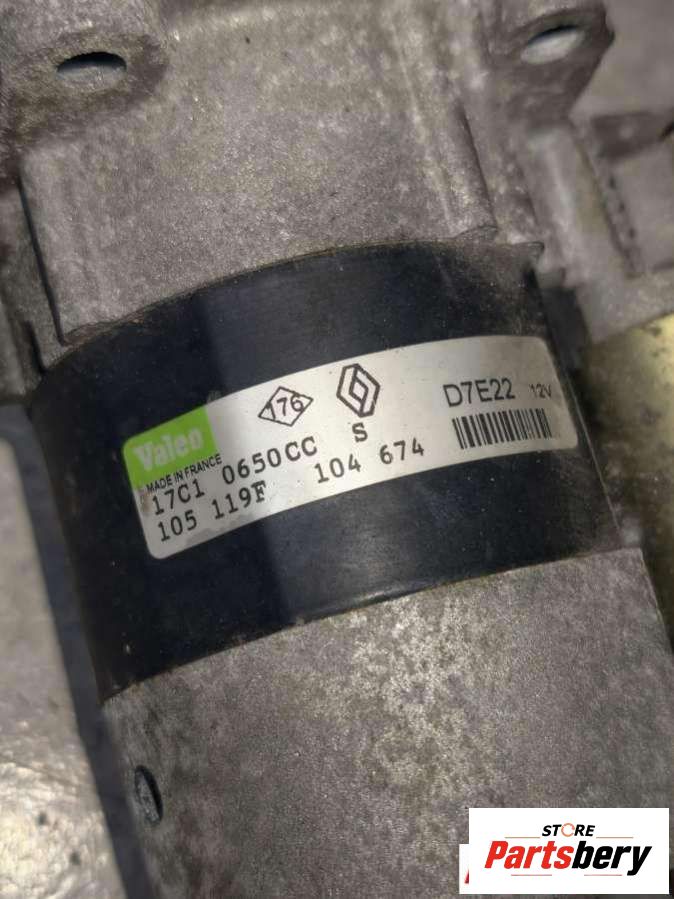 Valeo 176 D7E22 12V
MADE IN FRANCE
17C1 0650CC S
105 119F 104 674
STORE
Partsbery